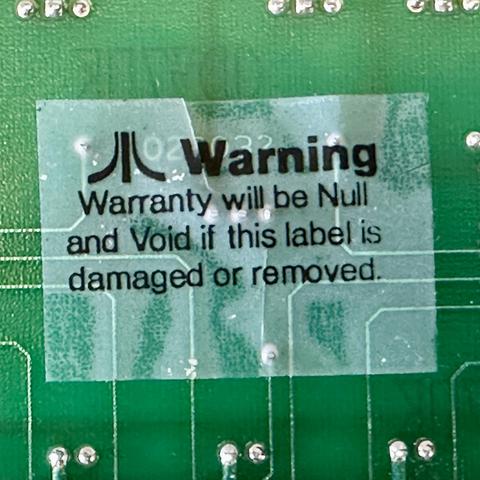 Warning
Warranty will be Null
and Void if this label is
damaged or removed.